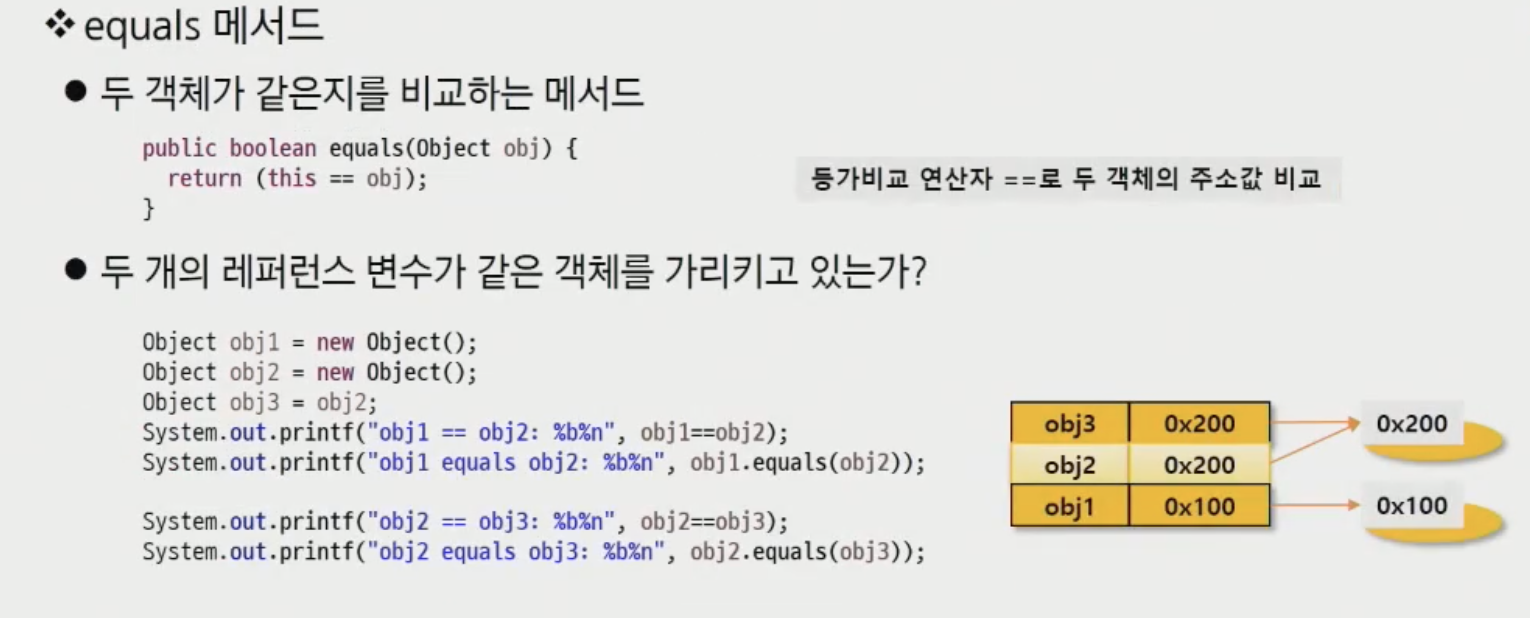 ❖ equals 메서드
● 두 객체가 같은지를 비교하는 메서드
public boolean equals(Object obj) {
return (this == obj);
}
등가비교 연산자 ==로 두 객체의 주소값 비교
● 두 개의 레퍼런스 변수가 같은 객체를 가리키고 있는가?
Object obj1 = new Object();
Object obj2 = new Object();
Object obj3 = obj2;
System.out.printf("obj1 == obj2: %b%n", obj1==obj2);
System.out.printf("obj1 equals obj2: %b%n", obj1.equals(obj2));
System.out.printf("obj2 == obj3: %b%n", obj2==obj3);
System.out.printf("obj2 equals obj3: %b%n", obj2.equals(obj3));
obj3 0x200 0x200
obj2 0x200
obj1 0x100 0x100